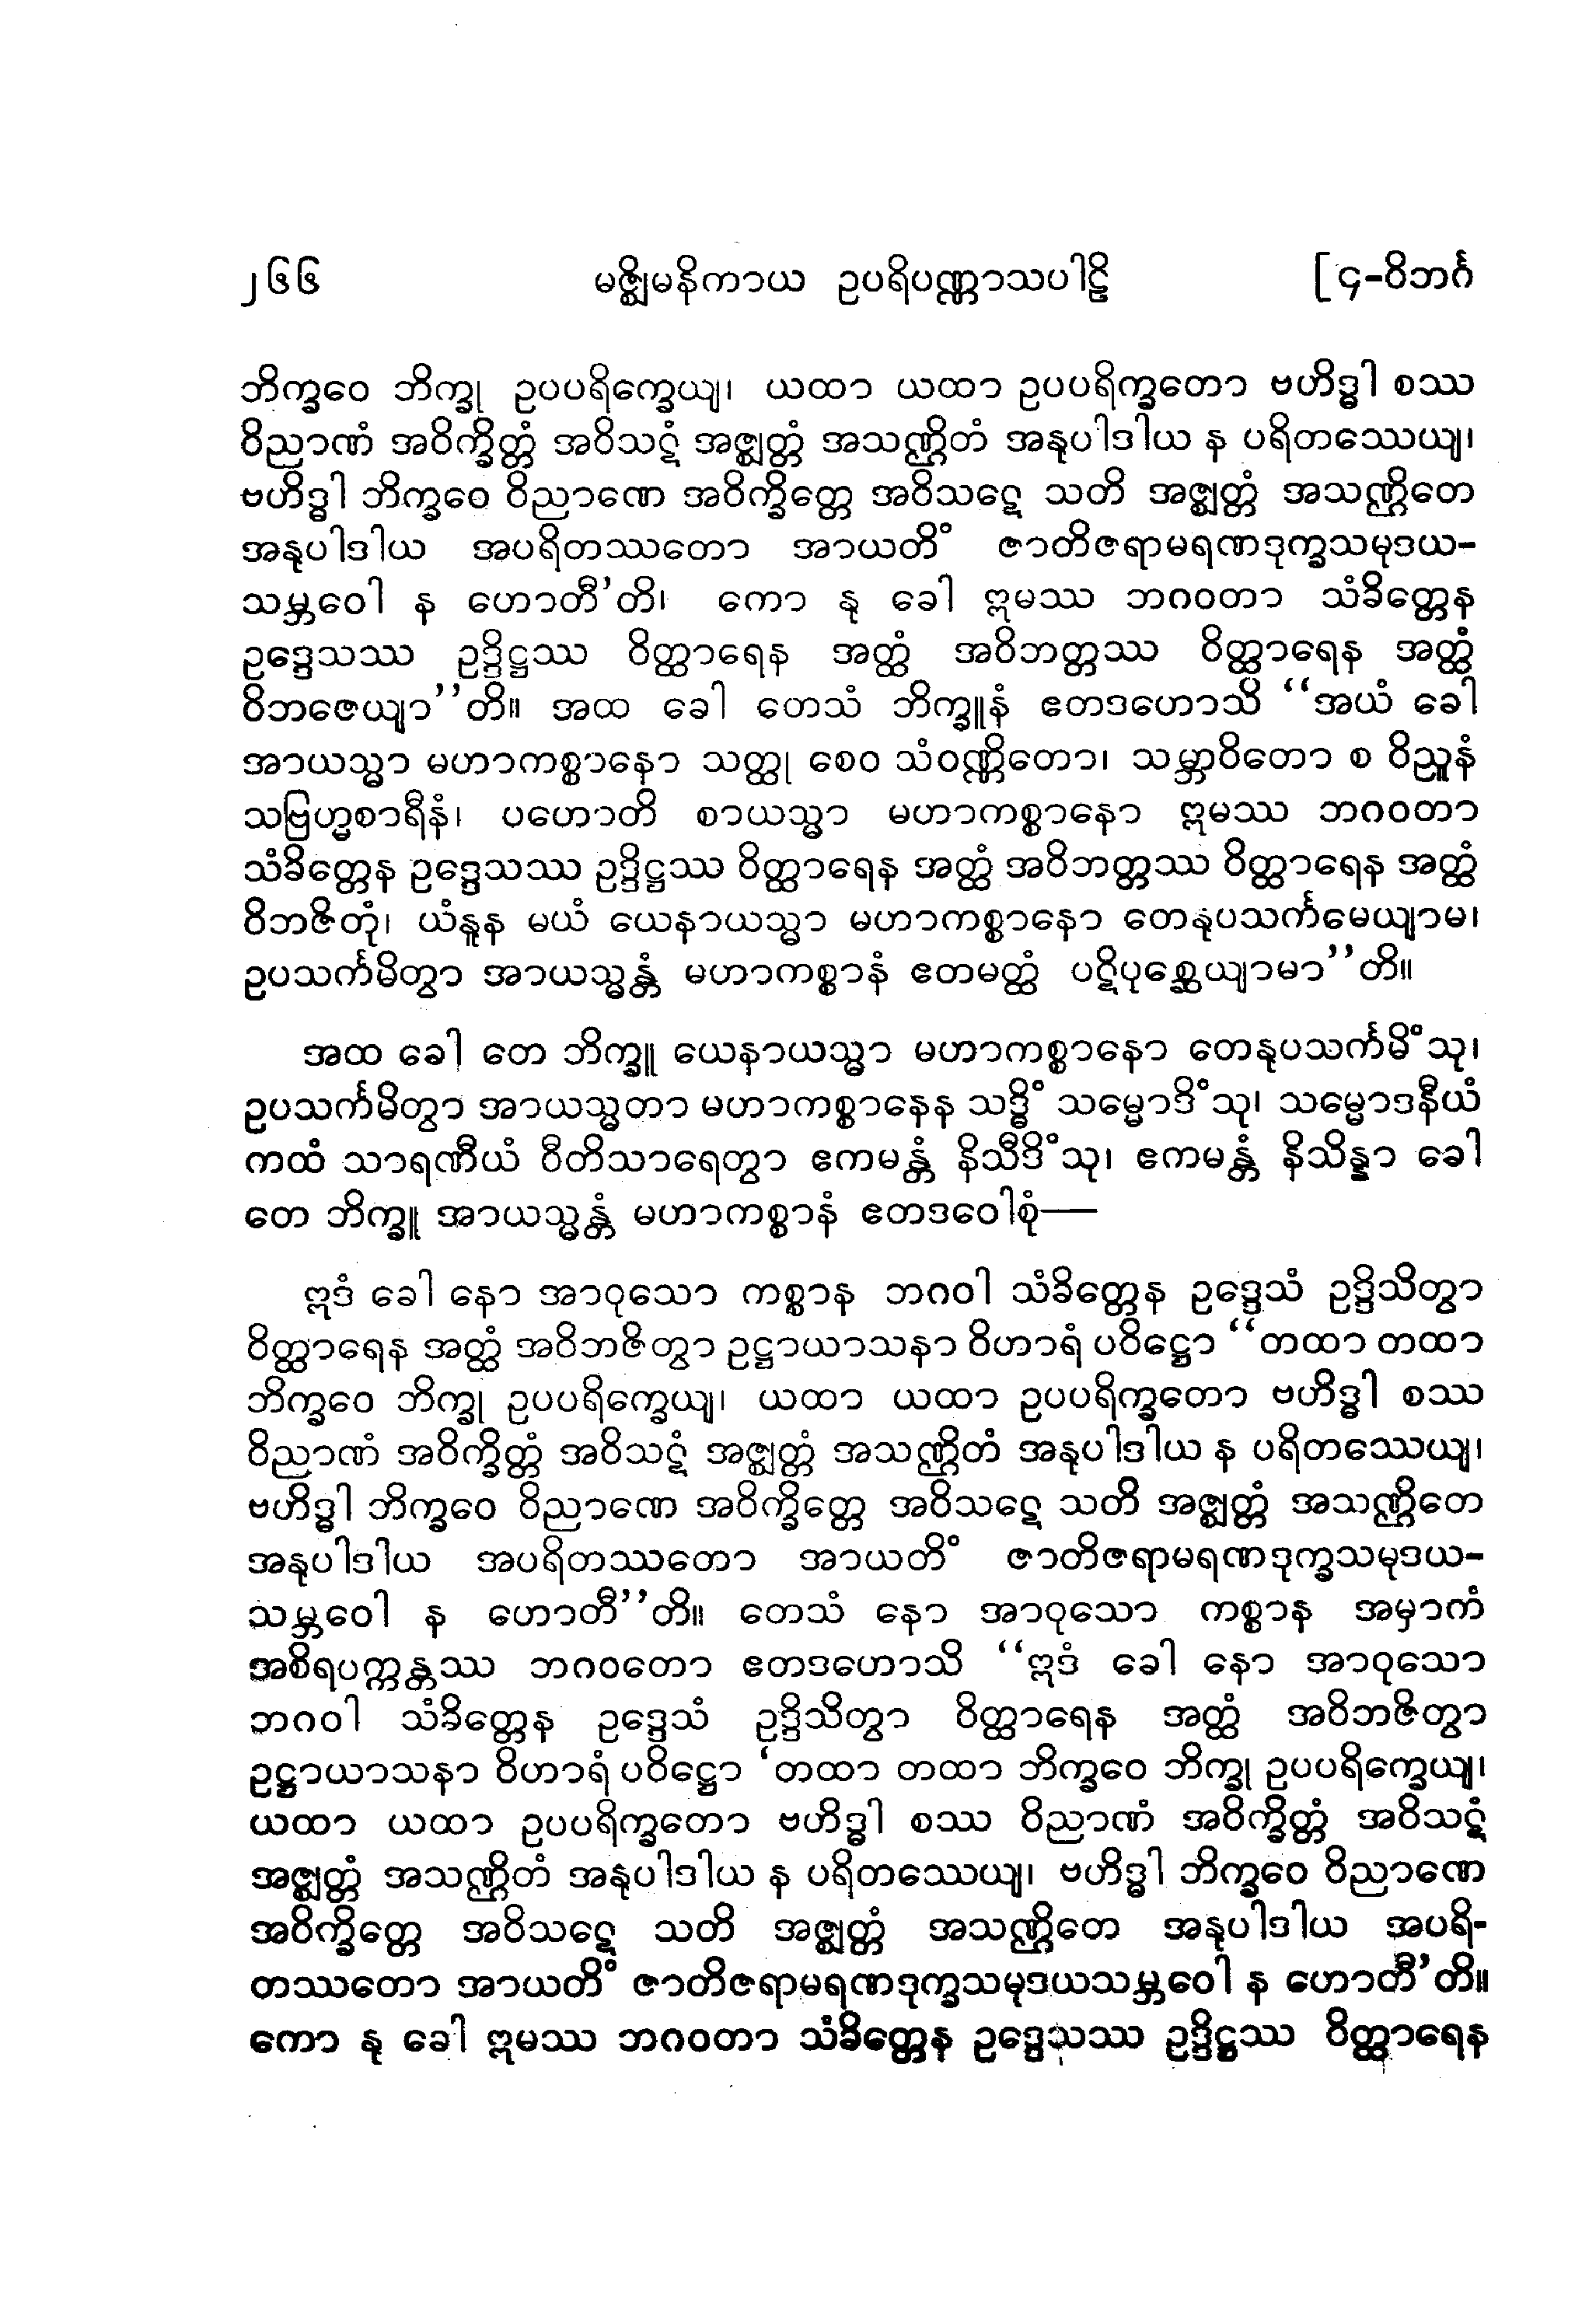 ၂၆၆ မဇ္ဈိမနိကာယ ဥပရိပဏ္ဏာသပါဠိ [ ၄-ဝိဘင်္ဂ
ဘိက္ခဝေ ဘိက္ခု ဥပပရိက္ခေယျ၊ ယထာ ယထာ ဥပပရိက္ခတော ဗဟိဒ္ဓါ စဿ
ဝိညာဏံ အဝိက္ခိတ္တံ အဝိသဋံ အဇ္ဈတ္တံ အသဏ္ဌိတံ အနုပါဒါယ န ပရိတဿေယျ၊
ဗဟိဒ္ဓါ ဘိက္ခဝေ ဝိညာဏေ အဝိက္ခိတ္တေ အဝိသဋေ သတိ အဇ္ဈတ္တံ အသဏ္ဌိတေ
အနုပါဒါယ အပရိတဿတော အာယတိံ ဇာတိဇရာမရဏဒုက္ခသမုဒယ-
သမ္ဘဝေါ န ဟောတီ’တိ၊ ကော နု ခေါ ဣမဿ ဘဂဝတာ သံခိတ္တေန
ဥဒ္ဒေသဿ ဥဒ္ဒိဋ္ဌဿ ဝိတ္ထာရေန အတ္ထံ အဝိဘတ္တဿ ဝိတ္ထာရေန အတ္ထံ
ဝိဘဇေယျာ’’တိ။ အထ ခေါ တေသံ ဘိက္ခူနံ ဧတဒဟောသိ ‘‘အယံ ခေါ
အာယသ္မာ မဟာကစ္စာနော သတ္ထု စေဝ သံဝဏ္ဏိတော၊ သမ္ဘာဝိတော စ ဝိညူနံ
သဗြဟ္မစာရီနံ၊ ပဟောတိ စာယသ္မာ မဟာကစ္စာနော ဣမဿ ဘဂဝတာ
သံခိတ္တေန ဥဒ္ဒေသဿ ဥဒ္ဒိဋ္ဌဿ ဝိတ္ထာရေန အတ္ထံ အဝိဘတ္တဿ ဝိတ္ထာရေန အတ္ထံ
ဝိဘဇိတုံ၊ ယံနူန မယံ ယေနာယသ္မာ မဟာကစ္စာနော တေနုပသင်္ကမေယျာမ၊
ဥပသင်္ကမိတွာ အာယသ္မန္တံ မဟာကစ္စာနံ ဧတမတ္ထံ ပဋိပုစ္ဆေယျာမာ’’တိ။
အထ ခေါ တေ ဘိက္ခူ ယေနာယသ္မာ မဟာကစ္စာနော တေနုပသင်္ကမိံသု၊
ဥပသင်္ကမိတွာ အာယသ္မတာ မဟာကစ္စာနေန သဒ္ဓိံ သမ္မောဒိံသု၊ သမ္မောဒနီယံ
ကထံ သာရဏီယံ ဝီတိသာရေတွာ ဧကမန္တံ နိသီဒိံသု၊ ဧကမန္တံ နိသိန္နာ ခေါ
တေ ဘိက္ခူ အာယသ္မန္တံ မဟာကစ္စာနံ ဧတဒဝေါစုံ—
ဣဒံ ခေါ နော အာဝုသော ကစ္စာန ဘဂဝါ သံခိတ္တေန ဥဒ္ဒေသံ ဥဒ္ဒိသိတွာ
ဝိတ္ထာရေန အတ္ထံ အဝိဘဇိတွာ ဥဋ္ဌာယာသနာ ဝိဟာရံ ပဝိဋ္ဌော ‘‘တထာ တထာ
ဘိက္ခဝေ ဘိက္ခု ဥပပရိက္ခေယျ၊ ယထာ ယထာ ဥပပရိက္ခတော ဗဟိဒ္ဓါ စဿ
ဝိညာဏံ အဝိက္ခိတ္တံ အဝိသဋံ အဇ္ဈတ္တံ အသဏ္ဌိတံ အနုပါဒါယ န ပရိတဿေယျ၊
ဗဟိဒ္ဓါ ဘိက္ခဝေ ဝိညာဏေ အဝိက္ခိတ္တေ အဝိသဋေ သတိ အဇ္ဈတ္တံ အသဏ္ဌိတေ
အနုပါဒါယ အပရိတဿတော အာယတိံ ဇာတိဇရာမရဏဒုက္ခသမုဒယ-
သမ္ဘဝေါ န ဟောတီ’’တိ။ တေသံ နော အာဝုသော ကစ္စာန အမှာကံ
အစိရပက္ကန္တဿ ဘဂဝတော ဧတဒဟောသိ ‘‘ဣဒံ ခေါ နော အာဝုသော
ဘဂဝါ သံခိတ္တေန ဥဒ္ဒေသံ ဥဒ္ဒိသိတွာ ဝိတ္ထာရေန အတ္ထံ အဝိဘဇိတွာ
ဥဋ္ဌာယာသနာ ဝိဟာရံ ပဝိဋ္ဌော ‘တထာ တထာ ဘိက္ခဝေ ဘိက္ခု ဥပပရိက္ခေယျ၊
ယထာ ယထာ ဥပပရိက္ခတော ဗဟိဒ္ဓါ စဿ ဝိညာဏံ အဝိက္ခိတ္တံ အဝိသဋံ
အဇ္ဈတ္တံ အသဏ္ဌိတံ အနုပါဒါယ န ပရိတဿေယျ၊ ဗဟိဒ္ဓါ ဘိက္ခဝေ ဝိညာဏေ
အဝိက္ခိတ္တေ အဝိသဋေ သတိ အဇ္ဈတ္တံ အသဏ္ဌိတေ အနုပါဒါယ အပရိ-
တဿတော အာယတိံ ဇာတိဇရာမရဏဒုက္ခသမုဒယသမ္ဘဝေါ န ဟောတီ’တိ။
ကော နု ခေါ ဣမဿ ဘဂဝတာ သံခိတ္တေန ဥဒ္ဒေသဿ ဥဒ္ဒိဋ္ဌဿ ဝိတ္ထာရေန